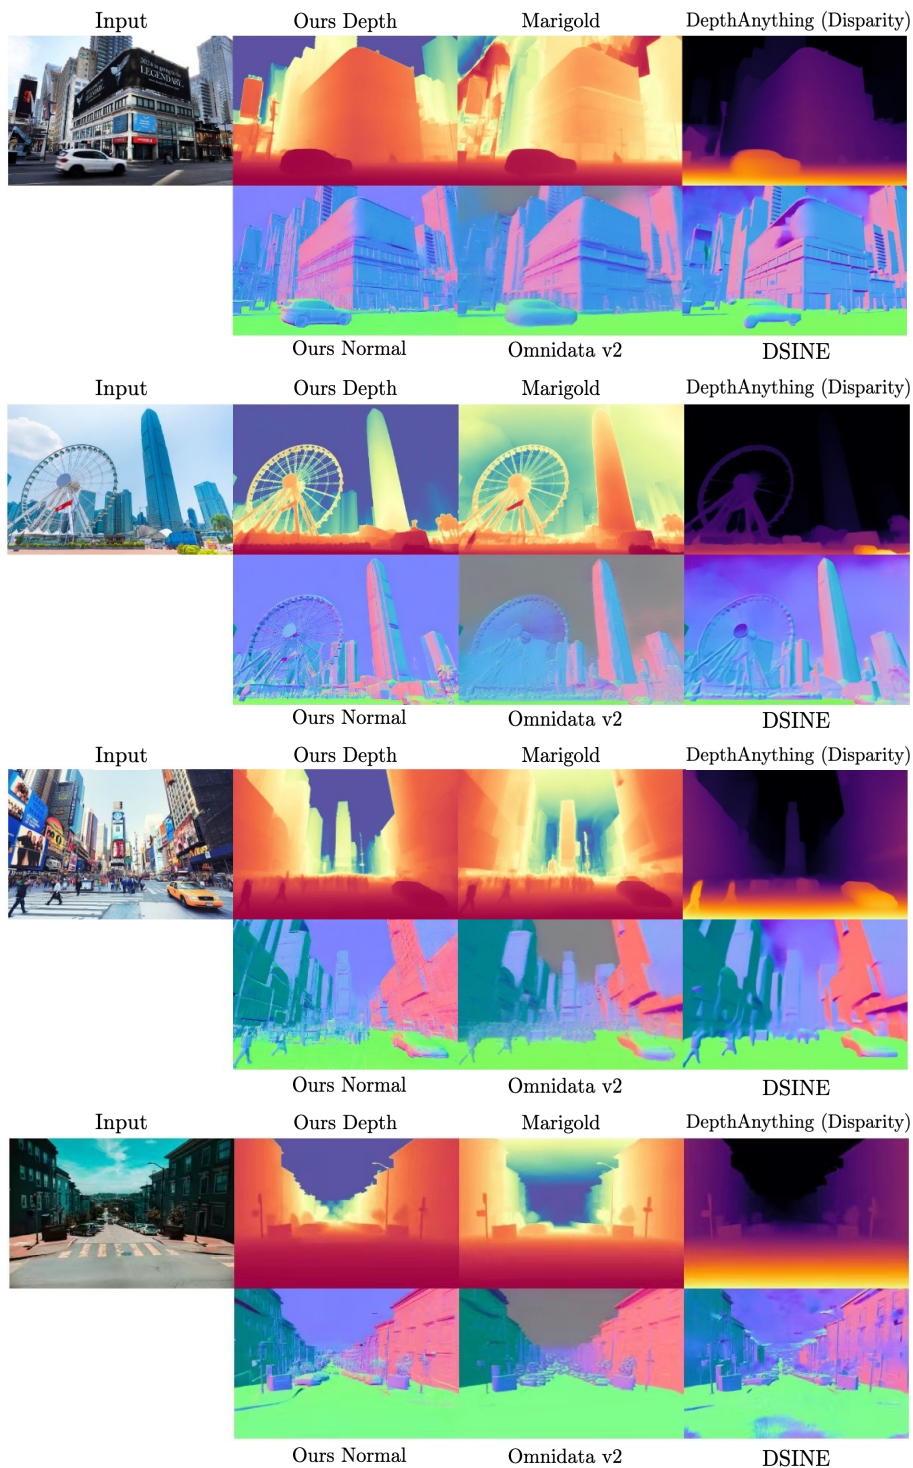 Input Ours Depth Marigold DepthAnything (Disparity)
LEGENDARY
Ours Normal Omnidata v2 DSINE
Input Ours Depth Marigold DepthAnything (Disparity)
Ours Normal Omnidata v2 DSINE
Input Ours Depth Marigold DepthAnything (Disparity)
Ours Normal Omnidata v2 DSINE
Input Ours Depth Marigold DepthAnything (Disparity)
Ours Normal Omnidata v2 DSINE